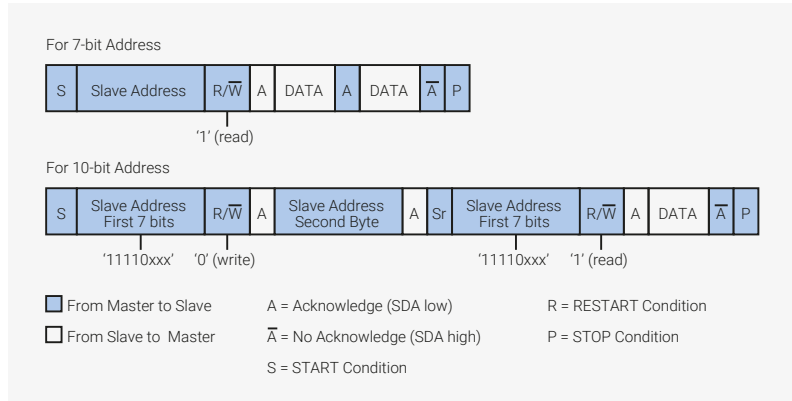 For 7-bit Address
S Slave Address R/W̅ A DATA A DATA A̅ P
‘1’ (read)
For 10-bit Address
S Slave Address First 7 bits R/W̅ A Slave Address Second Byte A Sr Slave Address First 7 bits R/W̅ A DATA A̅ P
‘11110xxx’ ‘0’ (write) ‘11110xxx’ ‘1’ (read)
From Master to Slave A = Acknowledge (SDA low) R = RESTART Condition
From Slave to Master A̅ = No Acknowledge (SDA high) P = STOP Condition
S = START Condition